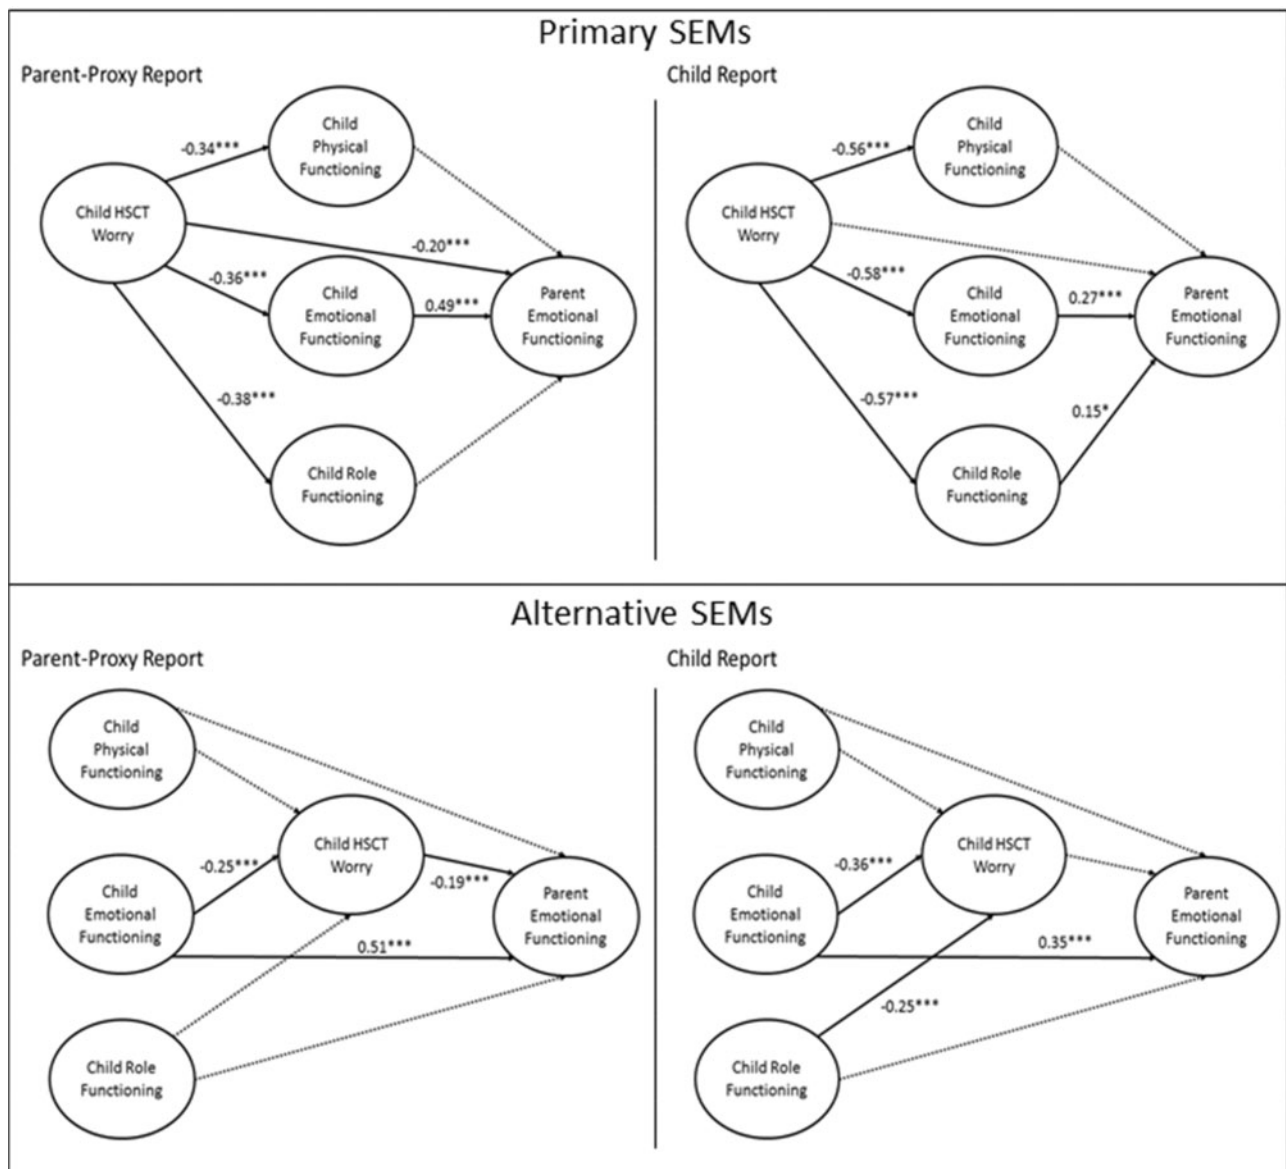 Primary SEMs
Parent-Proxy Report
Child
Physical
Functioning
-0.34***
Child HSCT
Worry
-0.20***
-0.36***
Child
Emotional
Functioning
0.49***
Parent
Emotional
Functioning
-0.38***
Child Role
Functioning
Child Report
Child
Physical
Functioning
-0.56***
Child HSCT
Worry
-0.58***
Child
Emotional
Functioning
0.27***
Parent
Emotional
Functioning
-0.57***
0.15*
Child Role
Functioning
Alternative SEMs
Parent-Proxy Report
Child
Physical
Functioning
Child HSCT
Worry
-0.25***
-0.19***
Child
Emotional
Functioning
Parent
Emotional
Functioning
0.51***
Child Role
Functioning
Child Report
Child
Physical
Functioning
Child HSCT
Worry
-0.36***
Child
Emotional
Functioning
Parent
Emotional
Functioning
0.35***
-0.25***
Child Role
Functioning